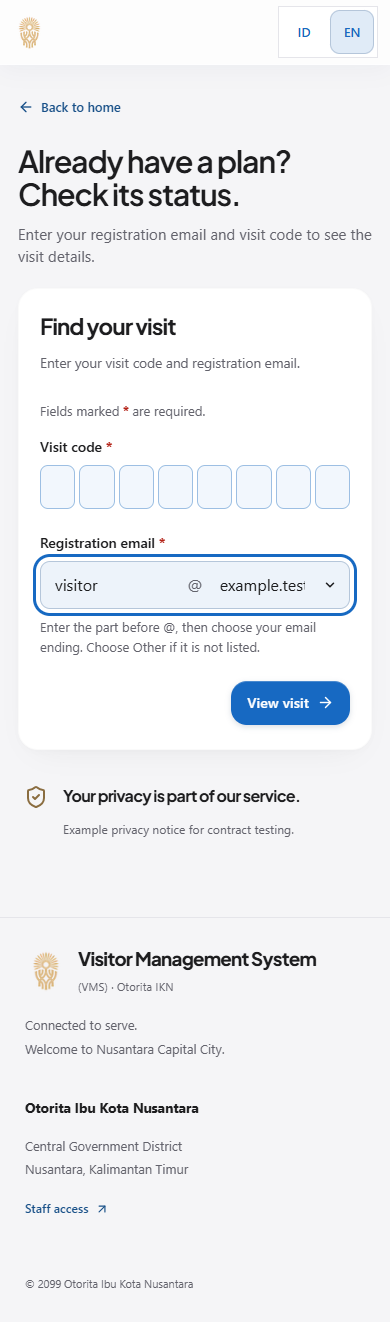 ID
EN
← Back to home
Already have a plan?
Check its status.
Enter your registration email and visit code to see the
visit details.
Find your visit
Enter your visit code and registration email.
Fields marked * are required.
Visit code *
Registration email *
visitor @ example.test
Enter the part before @, then choose your email
ending. Choose Other if it is not listed.
View visit →
Your privacy is part of our service.
Example privacy notice for contract testing.
Visitor Management System
(VMS) · Otorita IKN
Connected to serve.
Welcome to Nusantara Capital City.
Otorita Ibu Kota Nusantara
Central Government District
Nusantara, Kalimantan Timur
Staff access ↗
© 2099 Otorita Ibu Kota Nusantara